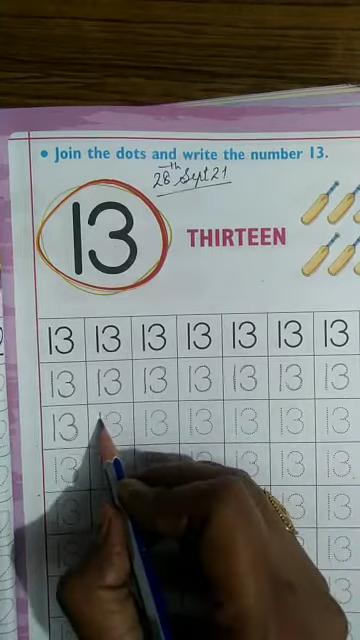 • Join the dots and write the number 13.
28th Sept 21
13 THIRTEEN
13 13 13 13 13 13 13
13 13 13 13 13 13 13
13 13 13 13 13 13 13
13 13 13 13
13 13 13
13 13
13